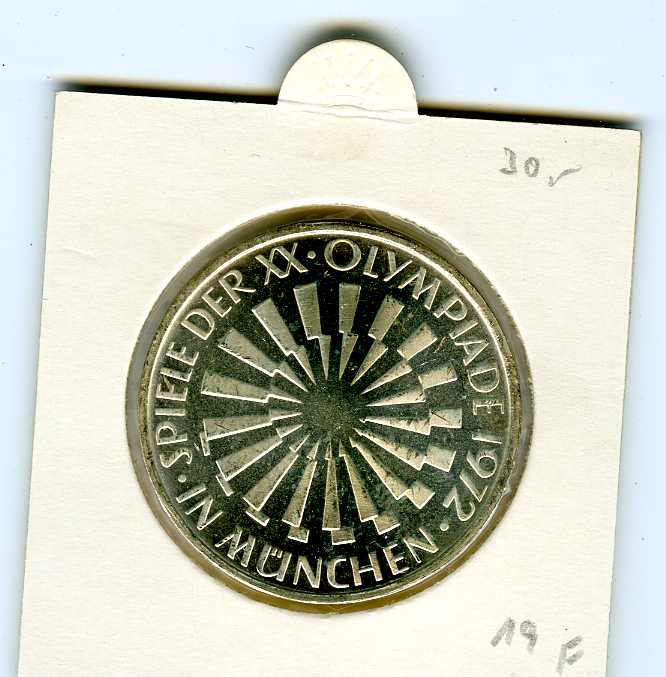 30
SPIELE DER XX · OLYMPIADE 1972 · IN MÜNCHEN ·
19 F